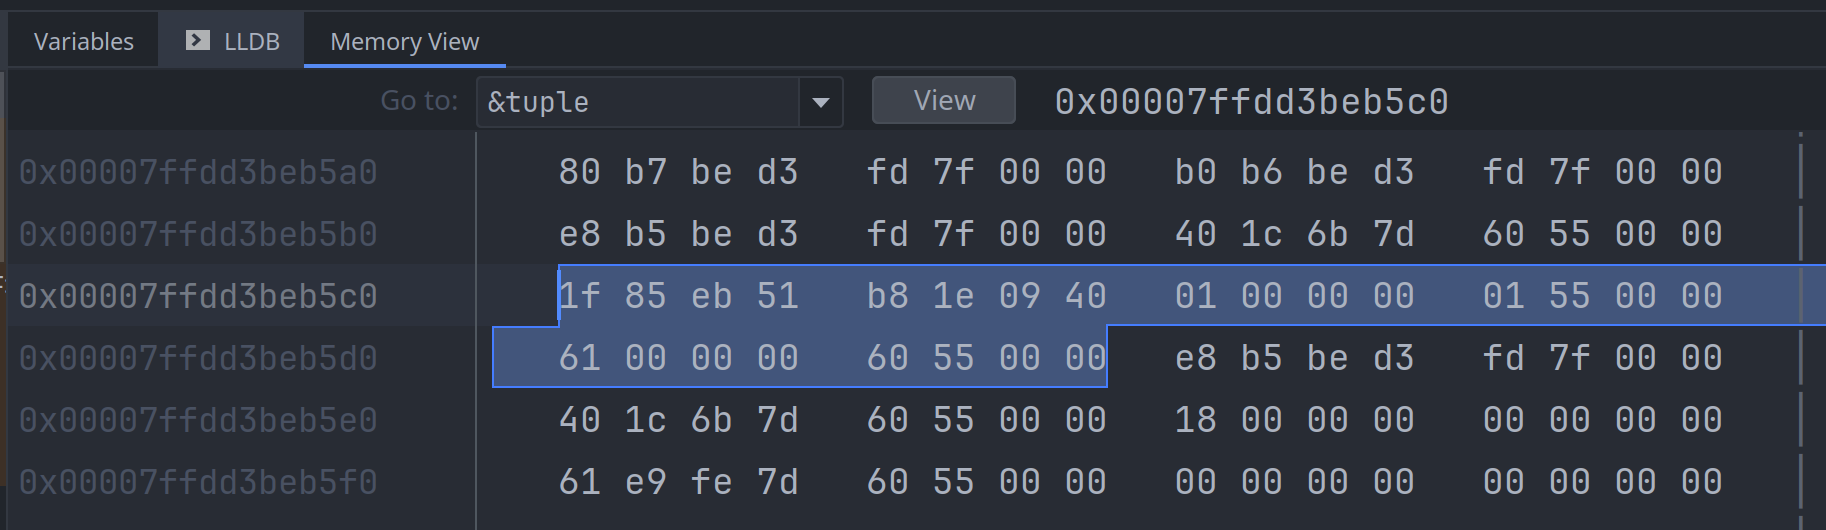 Variables LLDB Memory View
Go to: &tuple View 0x00007ffdd3beb5c0
0x00007ffdd3beb5a0 80 b7 be d3 fd 7f 00 00 b0 b6 be d3 fd 7f 00 00
0x00007ffdd3beb5b0 e8 b5 be d3 fd 7f 00 00 40 1c 6b 7d 60 55 00 00
0x00007ffdd3beb5c0 1f 85 eb 51 b8 1e 09 40 01 00 00 00 01 55 00 00
0x00007ffdd3beb5d0 61 00 00 00 60 55 00 00 e8 b5 be d3 fd 7f 00 00
0x00007ffdd3beb5e0 40 1c 6b 7d 60 55 00 00 18 00 00 00 00 00 00 00
0x00007ffdd3beb5f0 61 e9 fe 7d 60 55 00 00 00 00 00 00 00 00 00 00